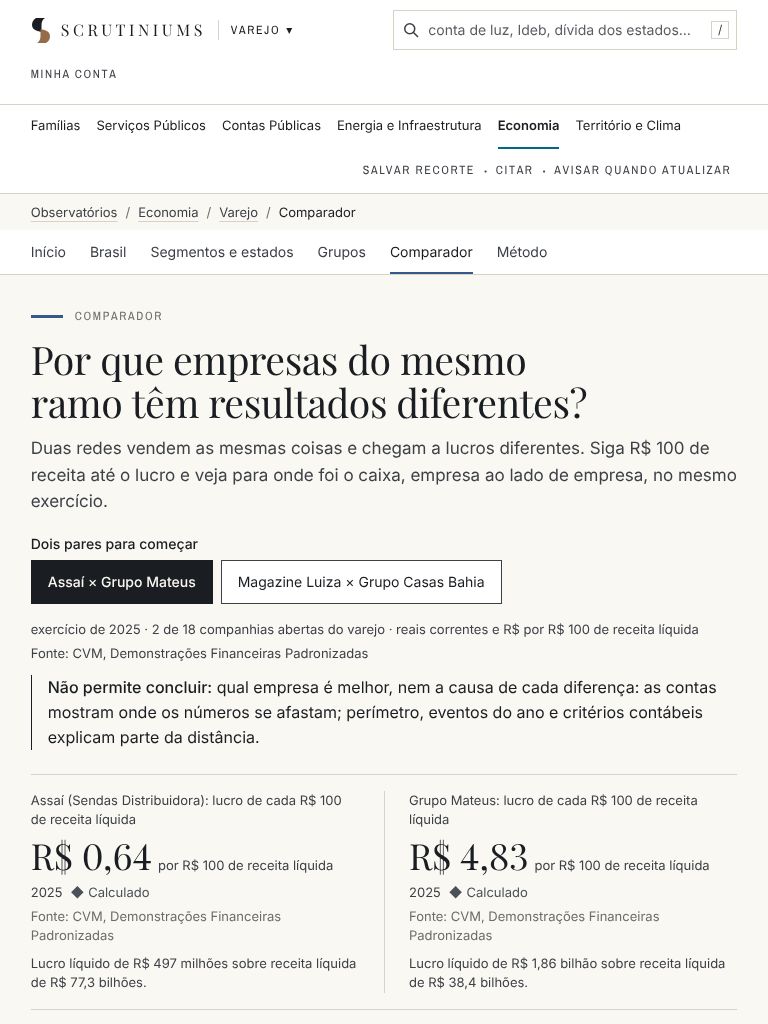 SCRUTINIUMS
VAREJO ▼
conta de luz, Ideb, dívida dos estados... /
MINHA CONTA
Famílias Serviços Públicos Contas Públicas Energia e Infraestrutura Economia Território e Clima
SALVAR RECORTE · CITAR · AVISAR QUANDO ATUALIZAR
Observatórios / Economia / Varejo / Comparador
Início Brasil Segmentos e estados Grupos Comparador Método
COMPARADOR
Por que empresas do mesmo
ramo têm resultados diferentes?
Duas redes vendem as mesmas coisas e chegam a lucros diferentes. Siga R$ 100 de
receita até o lucro e veja para onde foi o caixa, empresa ao lado de empresa, no mesmo
exercício.
Dois pares para começar
Assaí × Grupo Mateus
Magazine Luiza × Grupo Casas Bahia
exercício de 2025 · 2 de 18 companhias abertas do varejo · reais correntes e R$ por R$ 100 de receita líquida
Fonte: CVM, Demonstrações Financeiras Padronizadas
Não permite concluir: qual empresa é melhor, nem a causa de cada diferença: as contas
mostram onde os números se afastam; perímetro, eventos do ano e critérios contábeis
explicam parte da distância.
Assaí (Sendas Distribuidora): lucro de cada R$ 100
de receita líquida
R$ 0,64 por R$ 100 de receita líquida
2025 ◆ Calculado
Fonte: CVM, Demonstrações Financeiras
Padronizadas
Lucro líquido de R$ 497 milhões sobre receita líquida
de R$ 77,3 bilhões.
Grupo Mateus: lucro de cada R$ 100 de receita
líquida
R$ 4,83 por R$ 100 de receita líquida
2025 ◆ Calculado
Fonte: CVM, Demonstrações Financeiras
Padronizadas
Lucro líquido de R$ 1,86 bilhão sobre receita líquida
de R$ 38,4 bilhões.